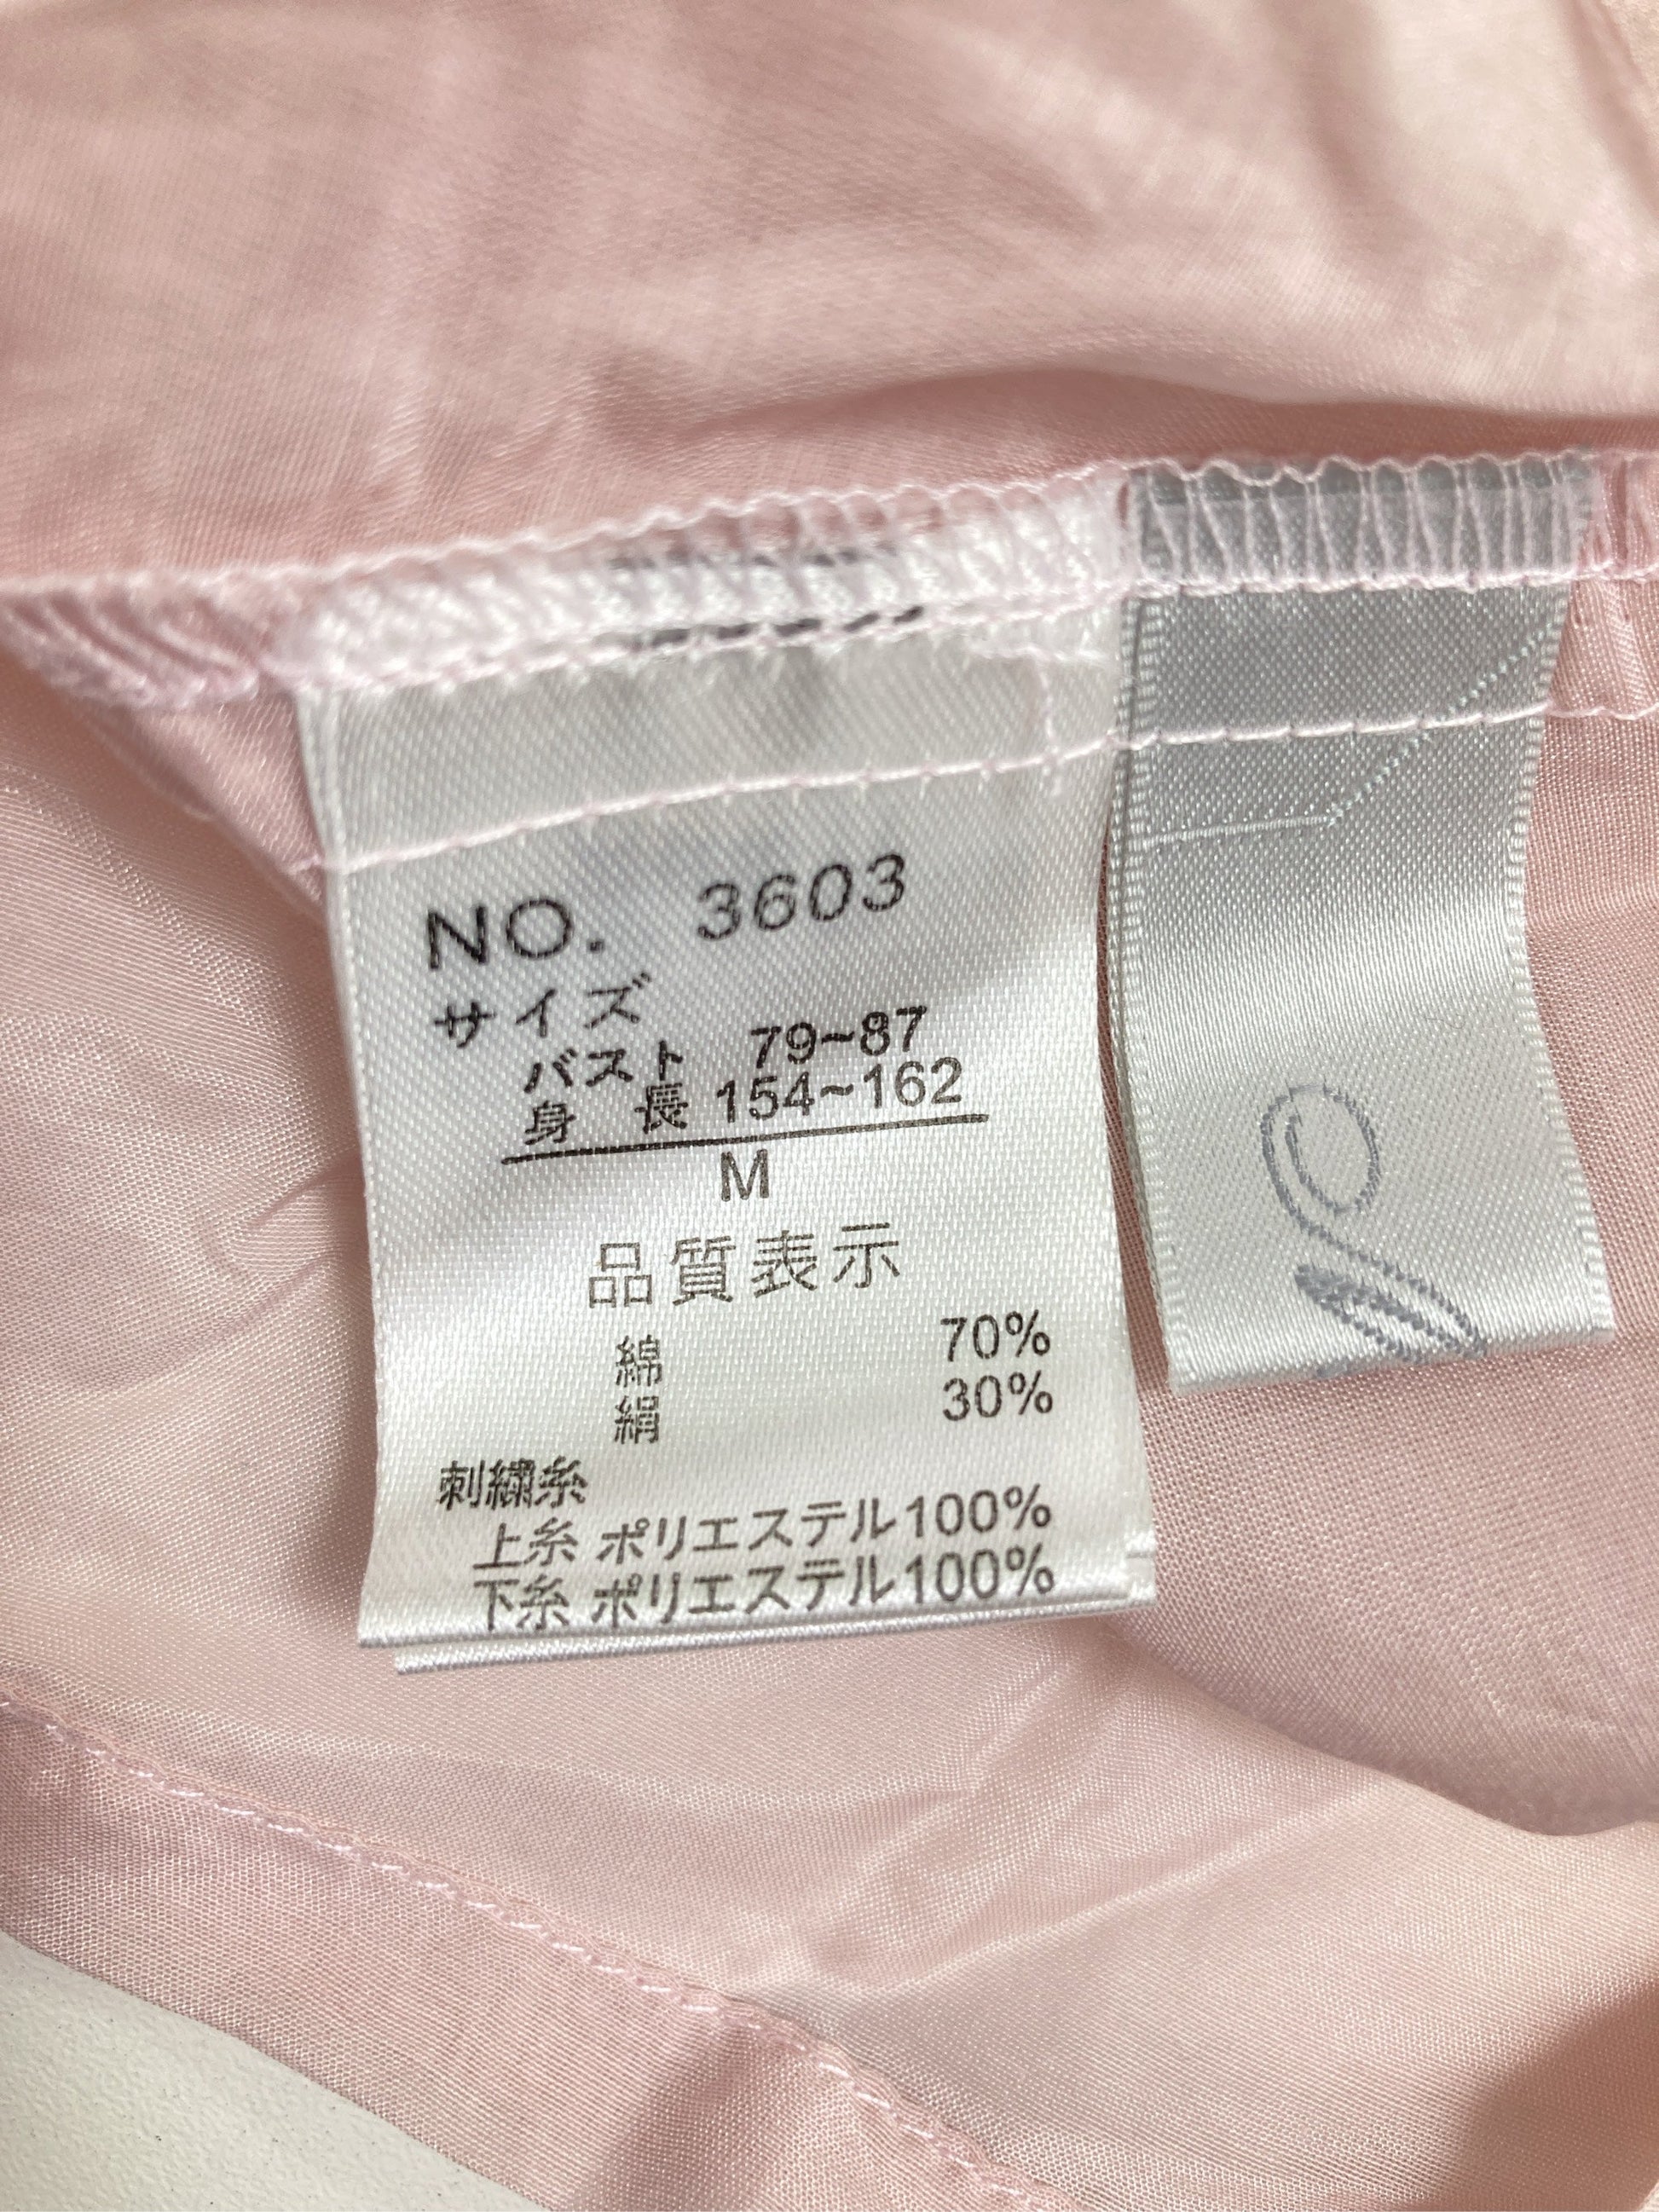 NO. 3603
サイズ
バスト 79~87
身 長 154~162
M
品質表示
綿 70%
絹 30%
刺繍糸
上糸 ポリエステル100%
下糸 ポリエステル100%